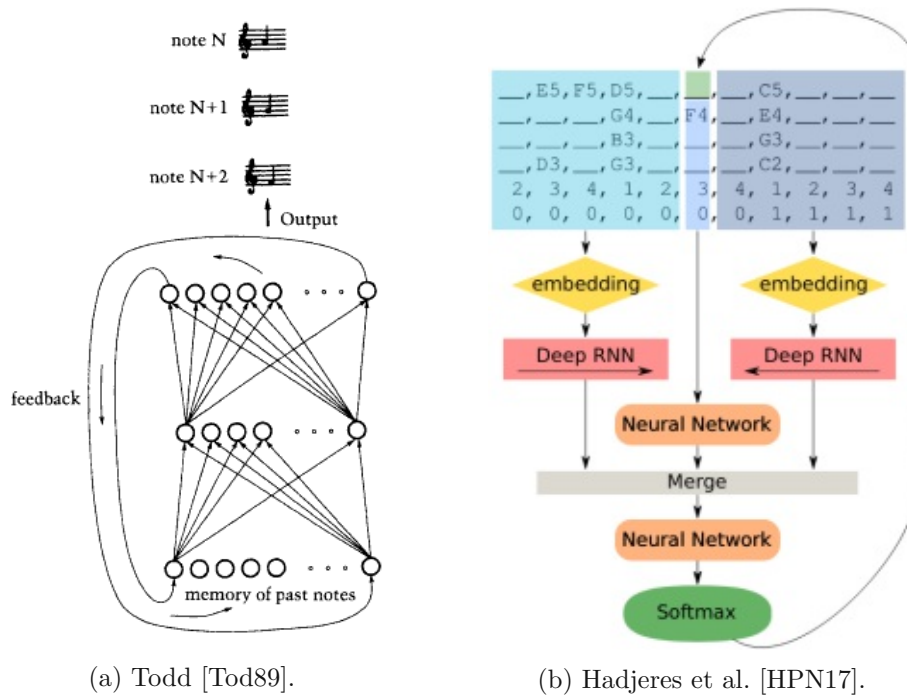 note N
note N+1
note N+2
Output
feedback
memory of past notes
(a) Todd [Tod89].
__,E5,F5,D5,__,__,__,C5,__,__,__
__,__,__,G4,__,F4,__,E4,__,__,__
__,__,__,B3,__,__,__,G3,__,__,__
__,D3,__,G3,__,__,__,C2,__,__,__
2, 3, 4, 1, 2, 3, 4, 1, 2, 3, 4
0, 0, 0, 0, 0, 0, 0, 1, 1, 1, 1
embedding embedding
Deep RNN Deep RNN
Neural Network
Merge
Neural Network
Softmax
(b) Hadjeres et al. [HPN17].